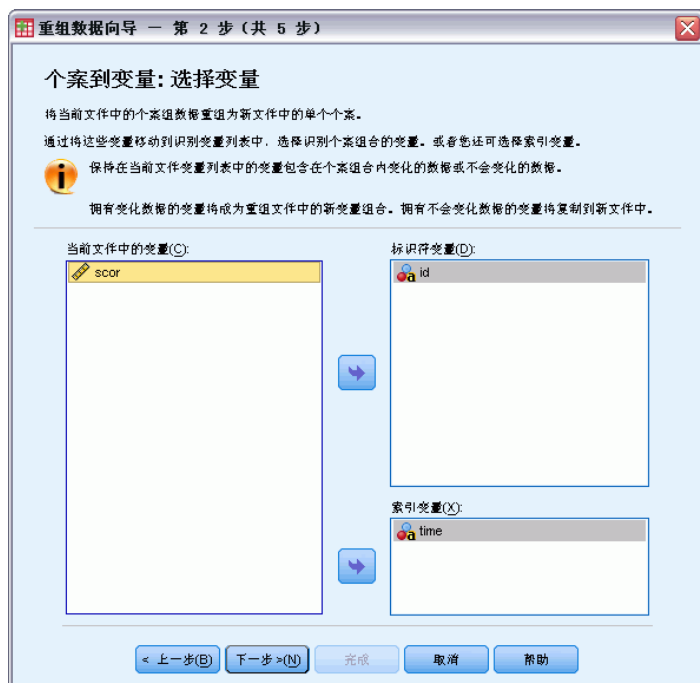 重组数据向导 — 第 2 步(共 5 步)
个案到变量: 选择变量
将当前文件中的个案组数据重组为新文件中的单个个案。
通过将这些变量移动到识别变量列表中，选择识别个案组合的变量。或者您还可选择索引变量。
保持在当前文件变量列表中的变量包含在个案组合内变化的数据或不会变化的数据。
拥有变化数据的变量将成为重组文件中的新变量组合。拥有不会变化数据的变量将复制到新文件中。
当前文件中的变量(C):
标识符变量(D):
scor
id
索引变量(X):
time
< 上一步(B)
下一步 >(N)
完成
取消
帮助